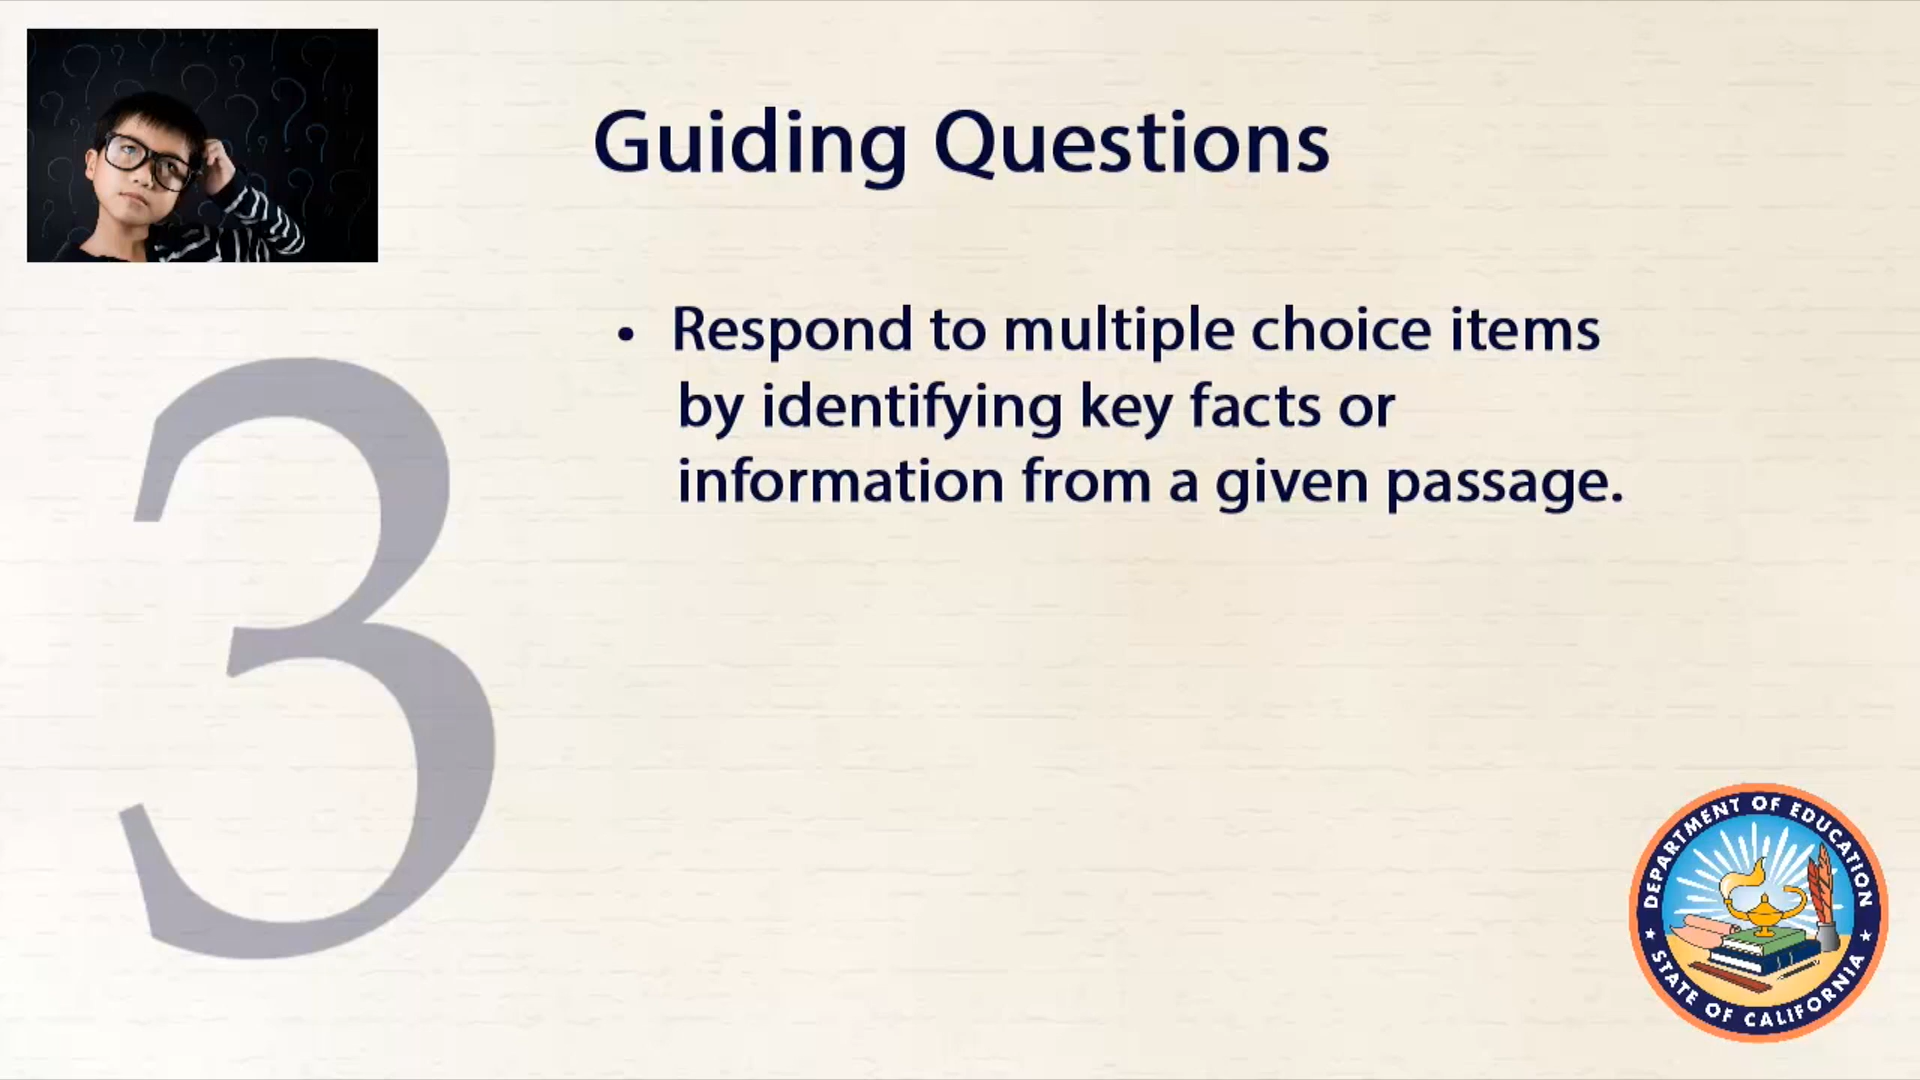 Guiding Questions
• Respond to multiple choice items
by identifying key facts or
information from a given passage.
3
DEPARTMENT OF EDUCATION
STATE OF CALIFORNIA